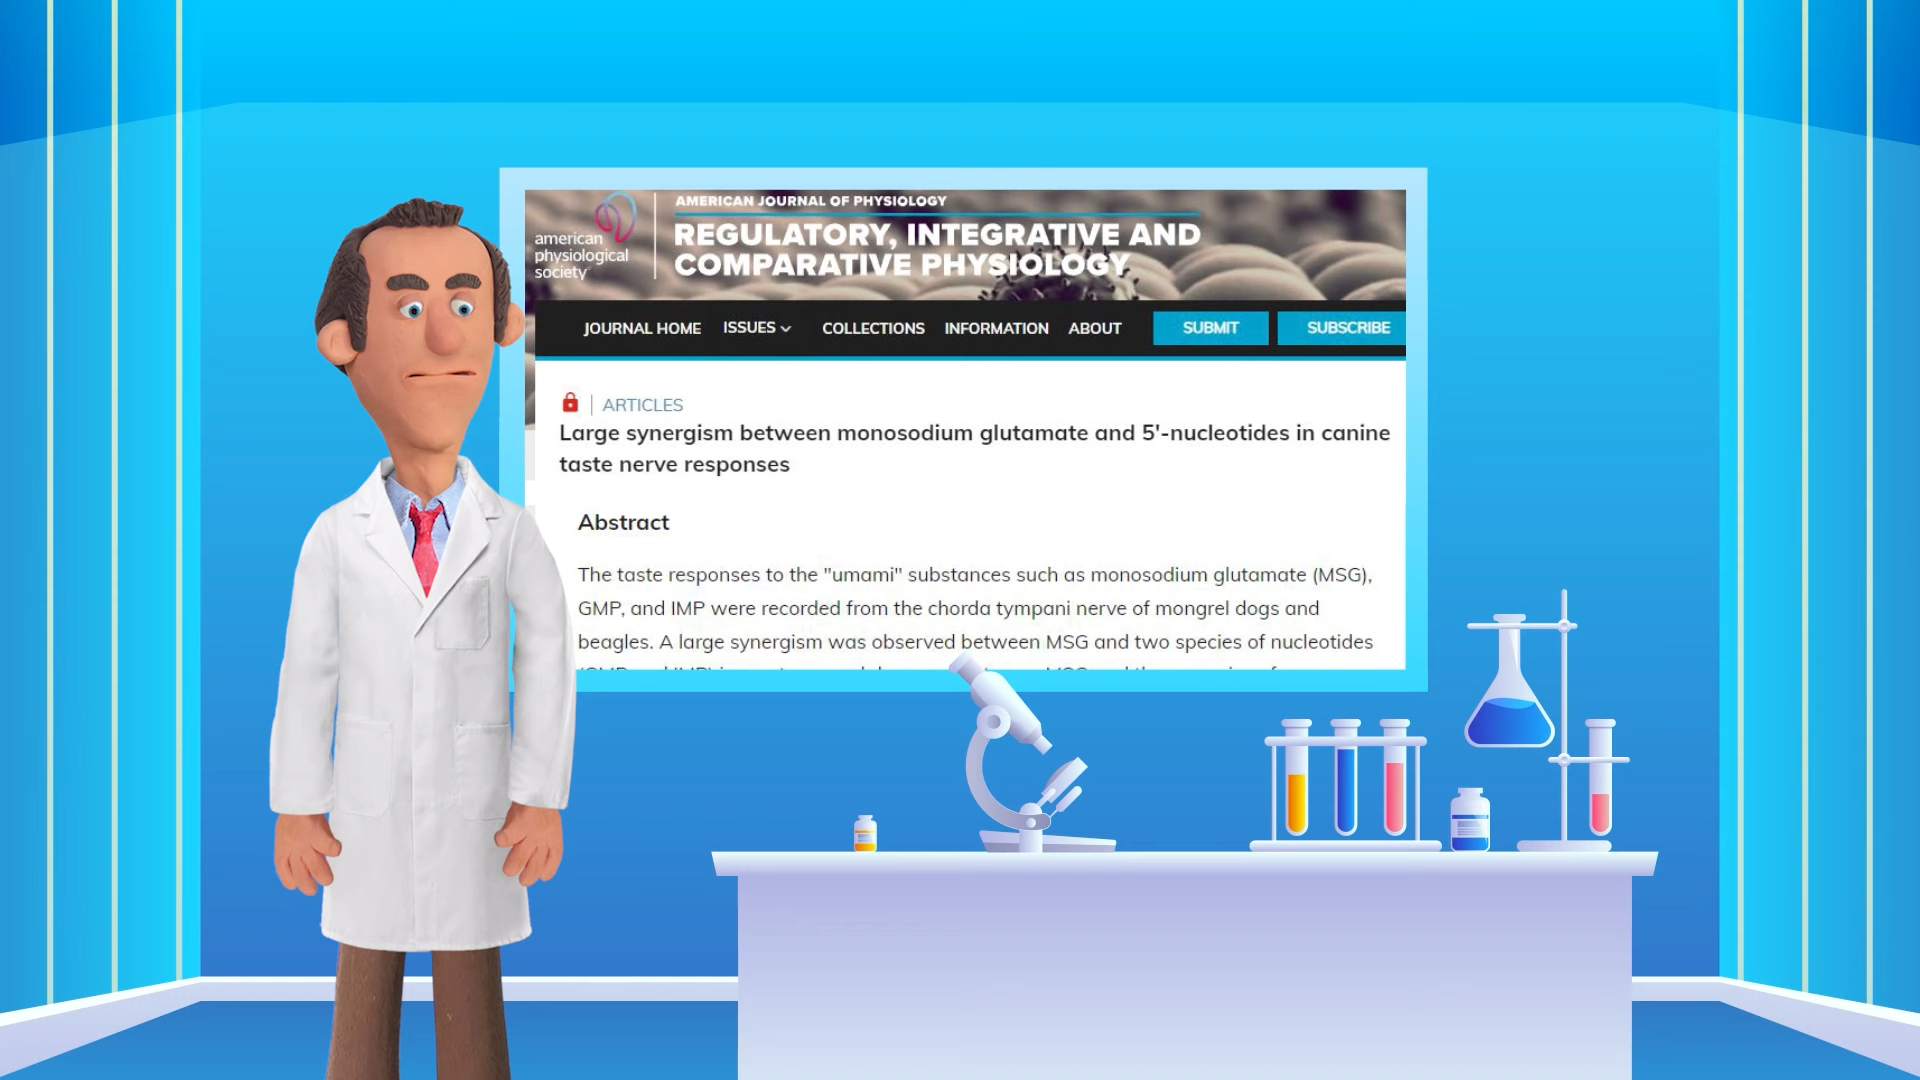 AMERICAN JOURNAL OF PHYSIOLOGY
REGULATORY, INTEGRATIVE AND
COMPARATIVE PHYSIOLOGY
american
physiological
society
JOURNAL HOME ISSUES COLLECTIONS INFORMATION ABOUT SUBMIT SUBSCRIBE
ARTICLES
Large synergism between monosodium glutamate and 5'-nucleotides in canine
taste nerve responses
Abstract
The taste responses to the "umami" substances such as monosodium glutamate (MSG),
GMP, and IMP were recorded from the chorda tympani nerve of mongrel dogs and
beagles. A large synergism was observed between MSG and two species of nucleotides